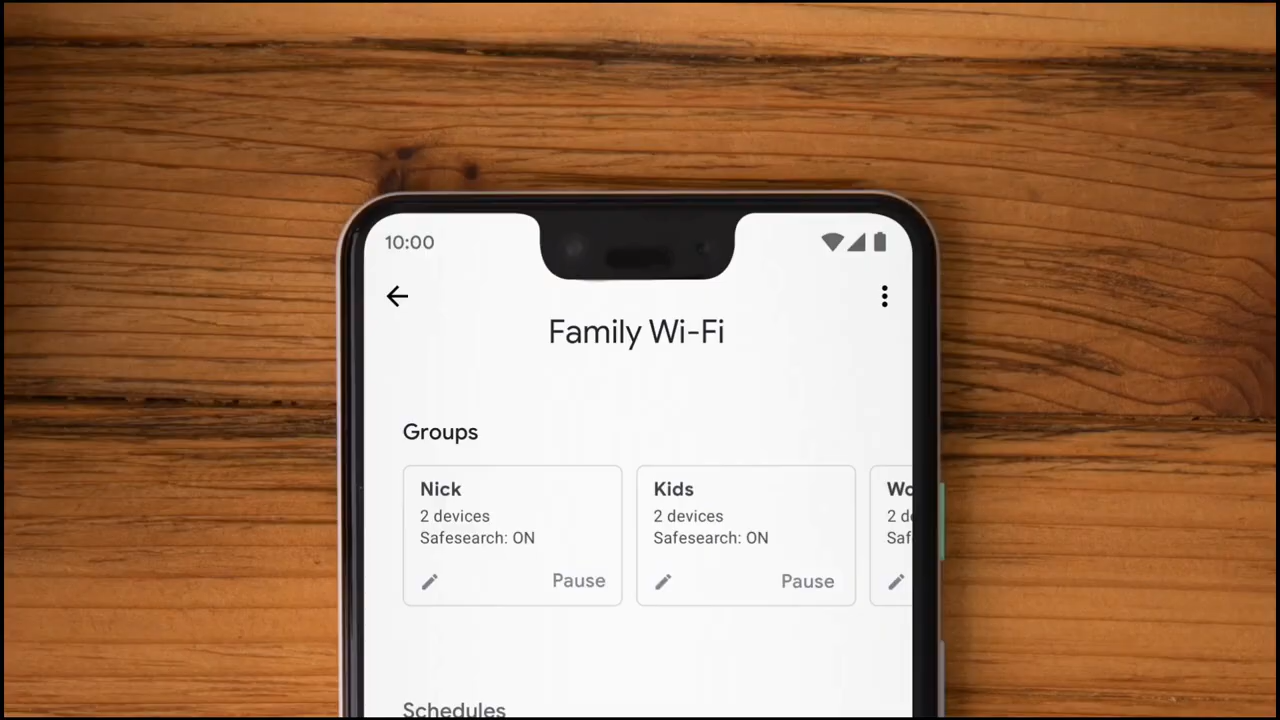 10:00
Family Wi-Fi
Groups
Nick
2 devices
Safesearch: ON
Pause
Kids
2 devices
Safesearch: ON
Pause
Schedules